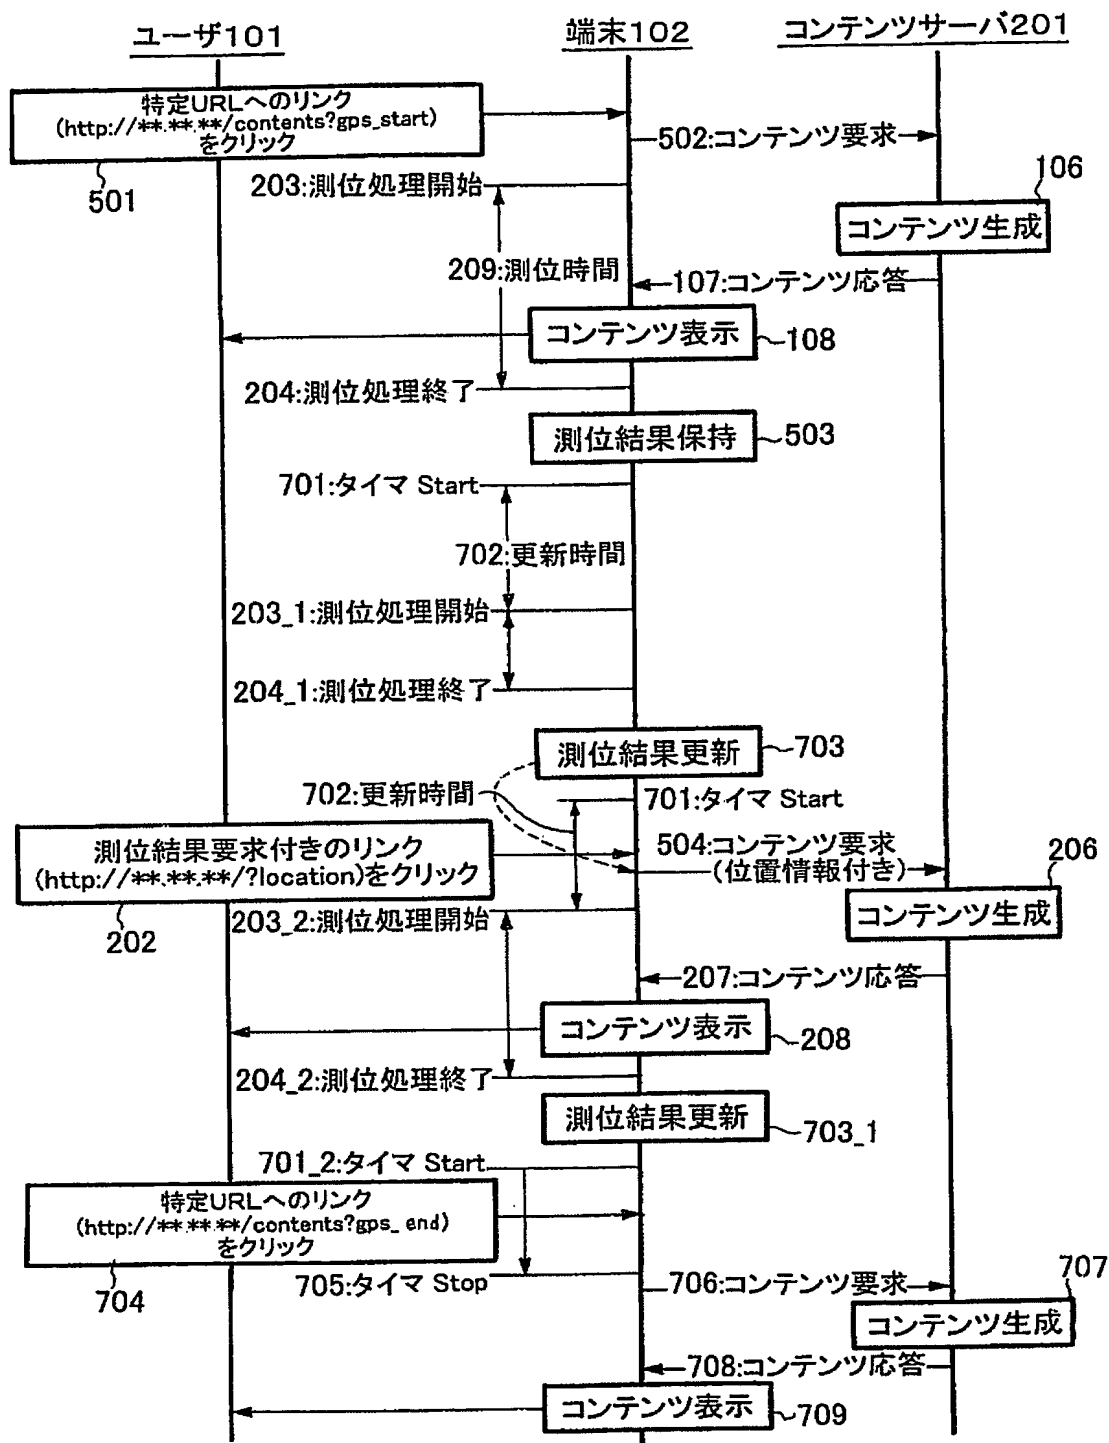 ユーザ101
端末102
コンテンツサーバ201
特定URLへのリンク
(http://**.**.**/contents?gps_start)
をクリック
501
502:コンテンツ要求
203:測位処理開始
106
コンテンツ生成
209:測位時間
107:コンテンツ応答
コンテンツ表示
108
204:測位処理終了
測位結果保持
503
701:タイマ Start
702:更新時間
203_1:測位処理開始
204_1:測位処理終了
測位結果更新
703
702:更新時間
701:タイマ Start
測位結果要求付きのリンク
(http://**.**.**/?location)をクリック
202
504:コンテンツ要求
(位置情報付き)
206
コンテンツ生成
203_2:測位処理開始
207:コンテンツ応答
コンテンツ表示
208
204_2:測位処理終了
測位結果更新
703_1
701_2:タイマ Start
特定URLへのリンク
(http://**.**.**/contents?gps_end)
をクリック
704
705:タイマ Stop
706:コンテンツ要求
707
コンテンツ生成
708:コンテンツ応答
コンテンツ表示
709